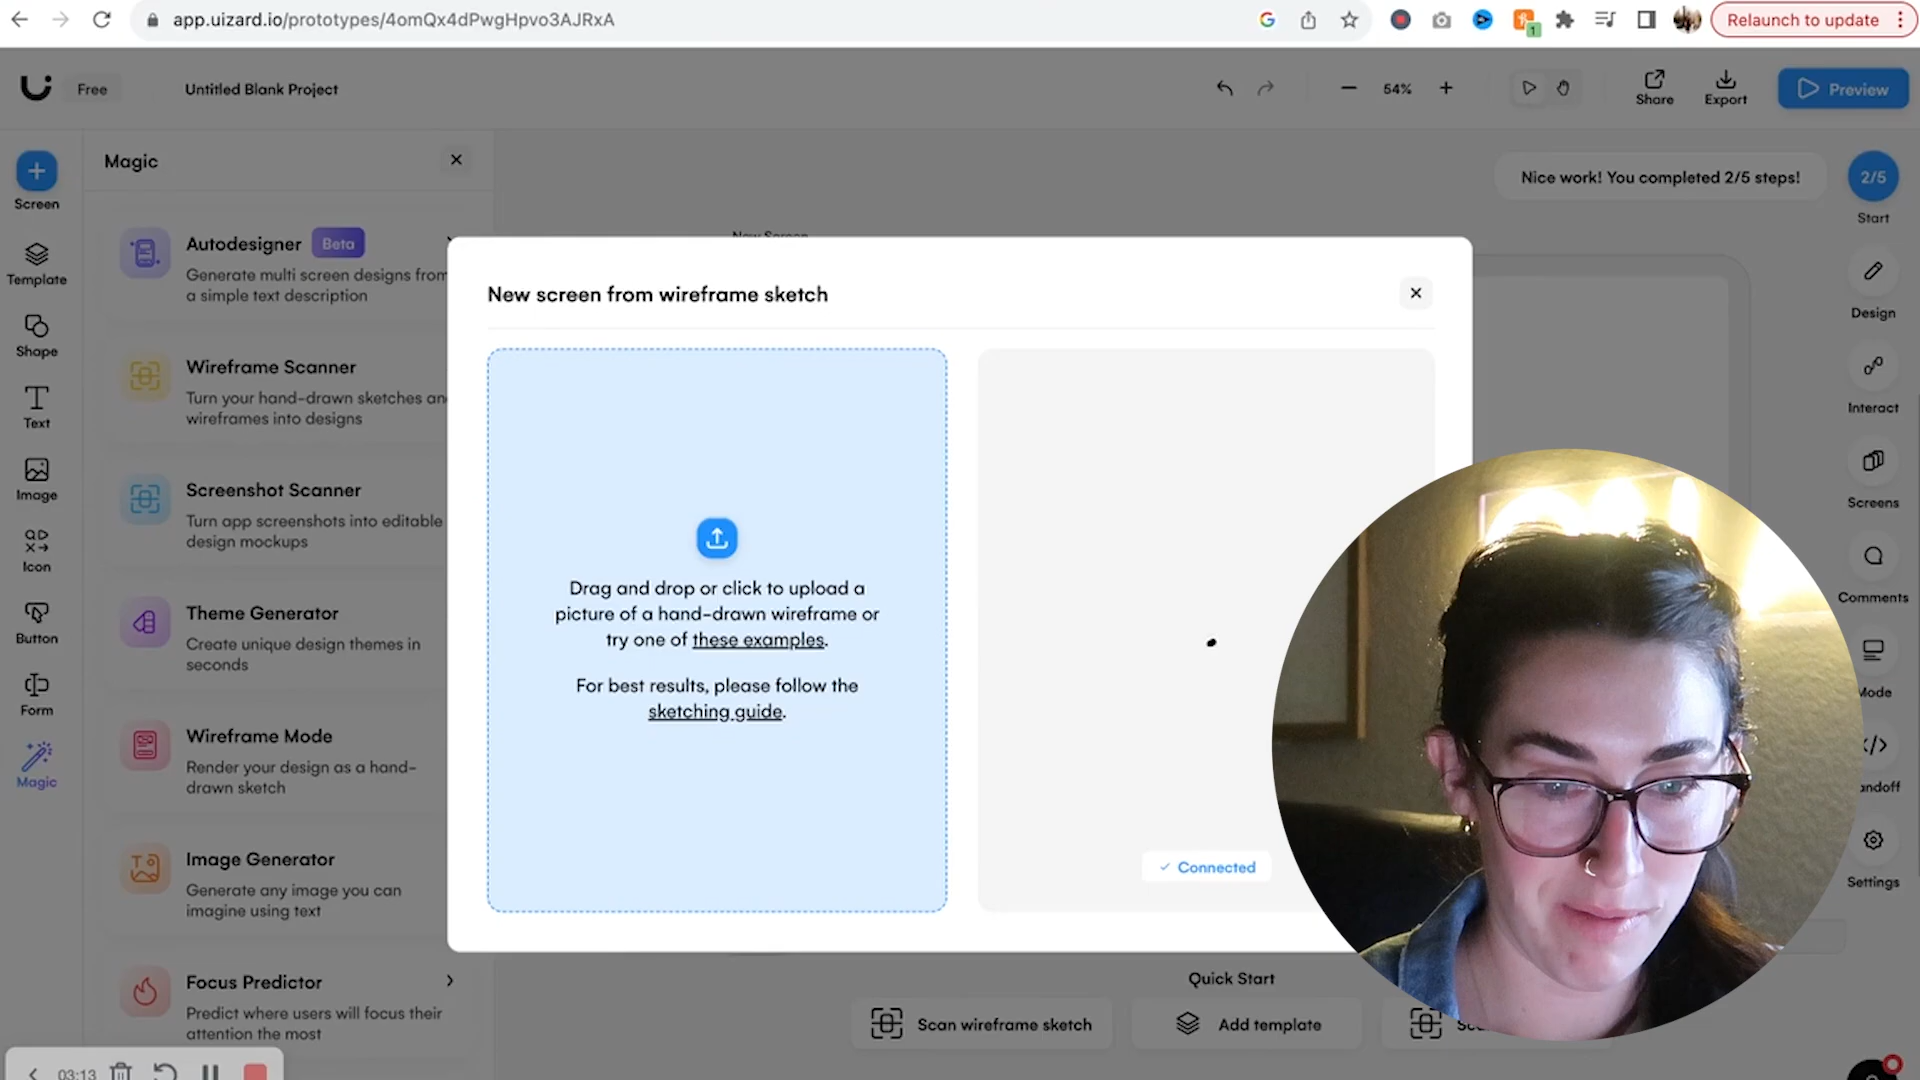 app.uizard.io/prototypes/4omQx4dPwgHpvo3AJRxA
1
Relaunch to update
Free
Untitled Blank Project
54%
Share
Export
Preview
Screen
Template
Shape
Text
Image
Icon
Button
Form
Magic
Magic
Autodesigner Beta
Generate multi screen designs from
a simple text description
Wireframe Scanner
Turn your hand-drawn sketches and
wireframes into designs
Screenshot Scanner
Turn app screenshots into editable
design mockups
Theme Generator
Create unique design themes in
seconds
Wireframe Mode
Render your design as a hand-
drawn sketch
Image Generator
Generate any image you can
imagine using text
Focus Predictor
Predict where users will focus their
attention the most
New Screen
New screen from wireframe sketch
Drag and drop or click to upload a
picture of a hand-drawn wireframe or
try one of these examples.
For best results, please follow the
sketching guide.
Connected
Quick Start
Scan wireframe sketch
Add template
Nice work! You completed 2/5 steps!
2/5
Start
Design
Interact
Screens
Comments
Mode
andoff
Settings
03:13